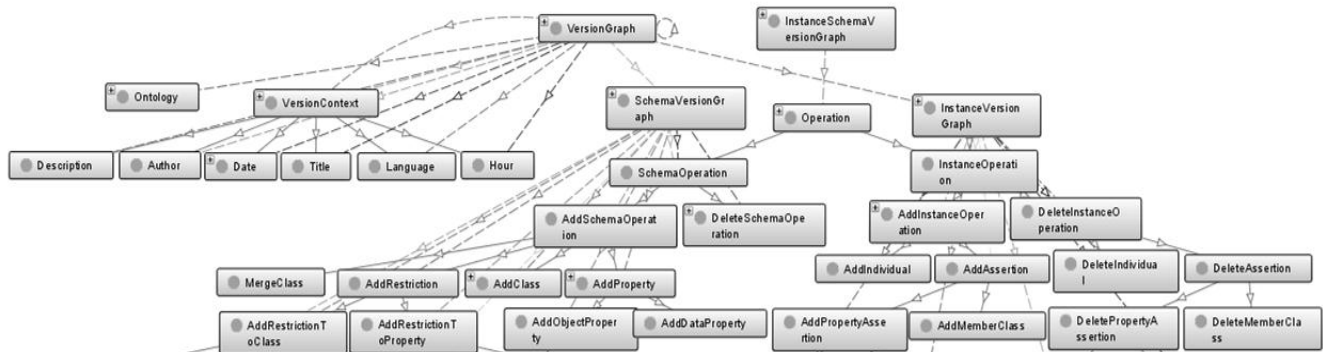 VersionGraph
InstanceSchemaV
ersionGraph
Ontology
VersionContext
SchemaVersionGr
aph
Operation
InstanceVersion
Graph
Description
Author
Date
Title
Language
Hour
SchemaOperation
InstanceOperati
on
AddSchemaOperat
ion
DeleteSchemaOpe
ration
AddInstanceOper
ation
DeleteInstanceO
peration
MergeClass
AddRestriction
AddClass
AddProperty
AddIndividual
AddAssertion
DeleteIndividua
l
DeleteAssertion
AddRestrictionT
oClass
AddRestrictionT
oProperty
AddObjectProper
ty
AddDataProperty
AddPropertyAsse
rtion
AddMemberClass
DeletePropertyA
ssertion
DeleteMemberCla
ss